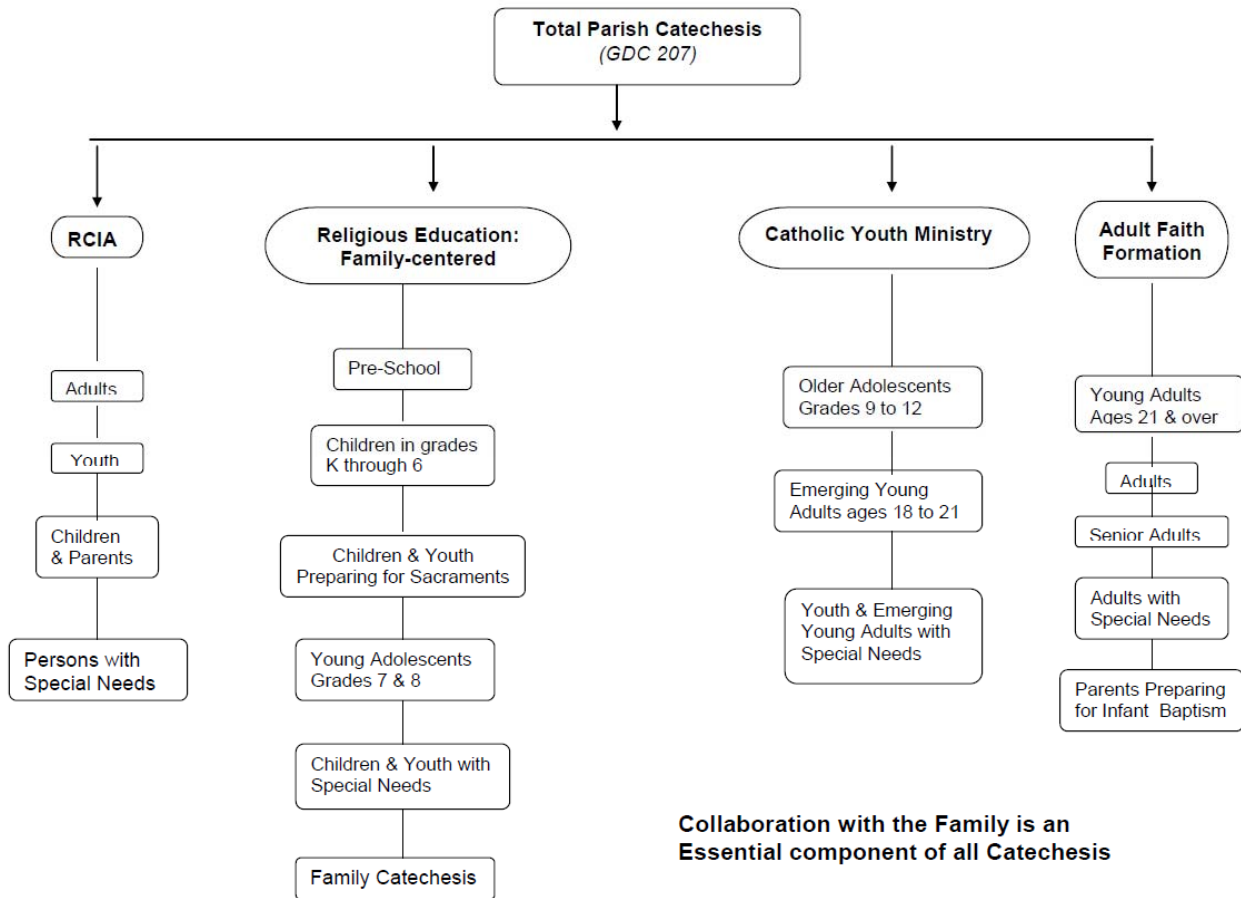 Total Parish Catechesis
(GDC 207)
RCIA
Adults
Youth
Children
& Parents
Persons with
Special Needs
Religious Education:
Family-centered
Pre-School
Children in grades
K through 6
Children & Youth
Preparing for Sacraments
Young Adolescents
Grades 7 & 8
Children & Youth with
Special Needs
Family Catechesis
Catholic Youth Ministry
Older Adolescents
Grades 9 to 12
Emerging Young
Adults ages 18 to 21
Youth & Emerging
Young Adults with
Special Needs
Adult Faith
Formation
Young Adults
Ages 21 & over
Adults
Senior Adults
Adults with
Special Needs
Parents Preparing
for Infant Baptism
Collaboration with the Family is an
Essential component of all Catechesis